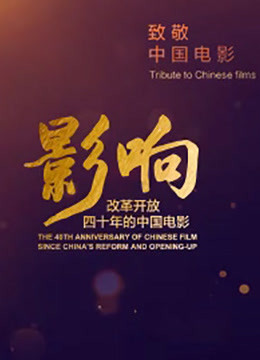 致敬
中国电影
Tribute to Chinese films
影响
改革开放
四十年的中国电影
THE 40TH ANNIVERSARY OF CHINESE FILM
SINCE CHINA'S REFORM AND OPENING-UP